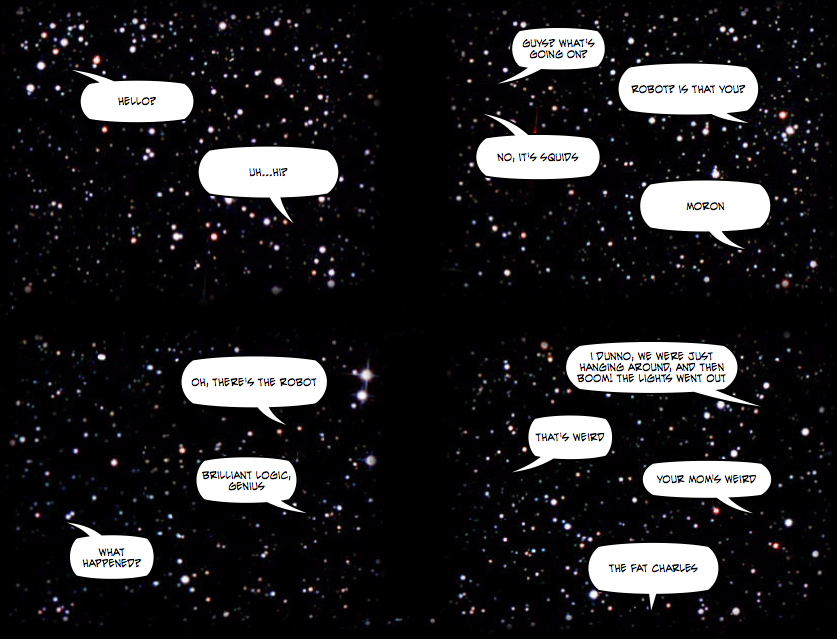 HELLO?
UH...HI?
GUYS? WHAT'S
GOING ON?
ROBOT? IS THAT YOU?
NO, IT'S SQUIDS
MORON
OH, THERE'S THE ROBOT
BRILLIANT LOGIC,
GENIUS
WHAT
HAPPENED?
I DUNNO, WE WERE JUST
HANGING AROUND, AND THEN
BOOM! THE LIGHTS WENT OUT
THAT'S WEIRD
YOUR MOM'S WEIRD
THE FAT CHARLES